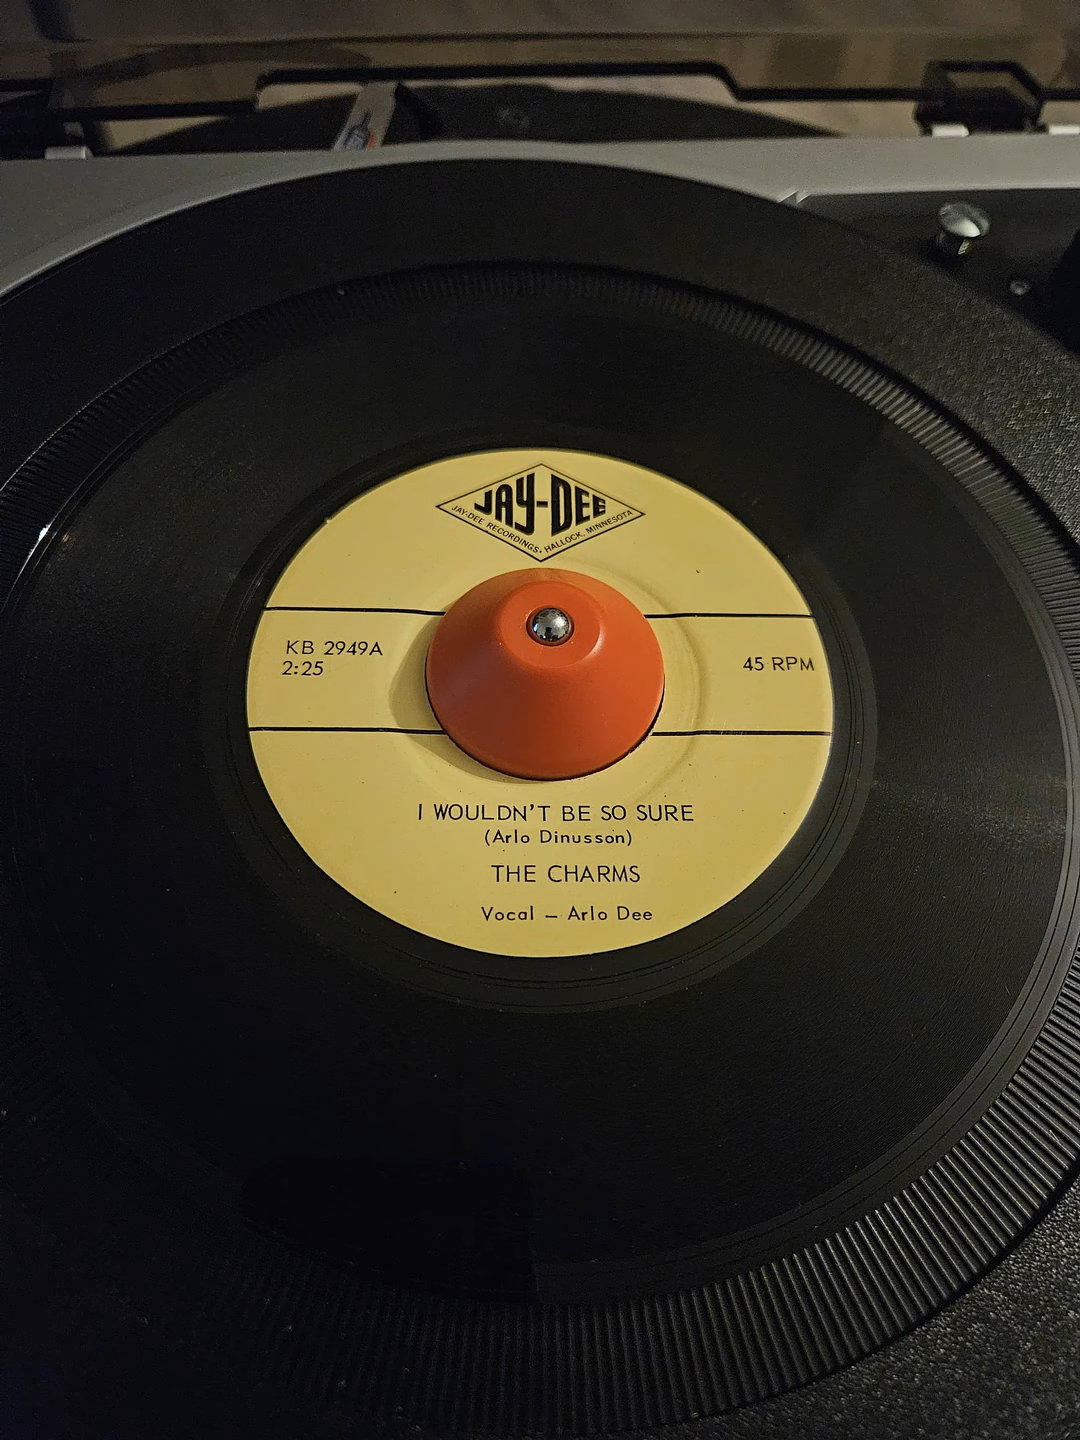 JAY-DEE
JAY-DEE RECORDINGS, HALLOCK, MINNESOTA
KB 2949A
2:25
45 RPM
I WOULDN'T BE SO SURE
(Arlo Dinusson)
THE CHARMS
Vocal – Arlo Dee